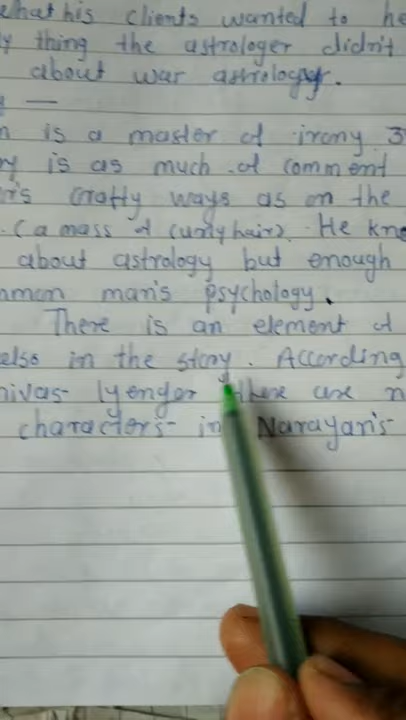 what his clients wanted to he
y thing the astrologer didn't
about war astrology.
n is a master of irony
y is as much of comment
r's crafty ways as on the
(a mass of curly hair). He kn
about astrology but enough
mman man's psychology.
There is an element of
also in the story. According
nivas Iyenger there are n
characters in Narayan's